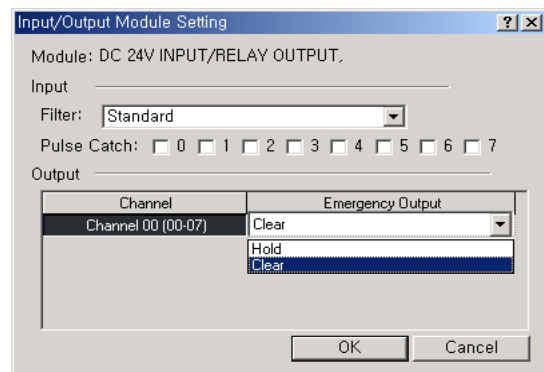 Input/Output Module Setting
Module: DC 24V INPUT/RELAY OUTPUT,
Input
Filter: Standard
Pulse Catch: 0 1 2 3 4 5 6 7
Output
Channel Emergency Output
Channel 00 (00-07) Clear
Hold
Clear
OK Cancel